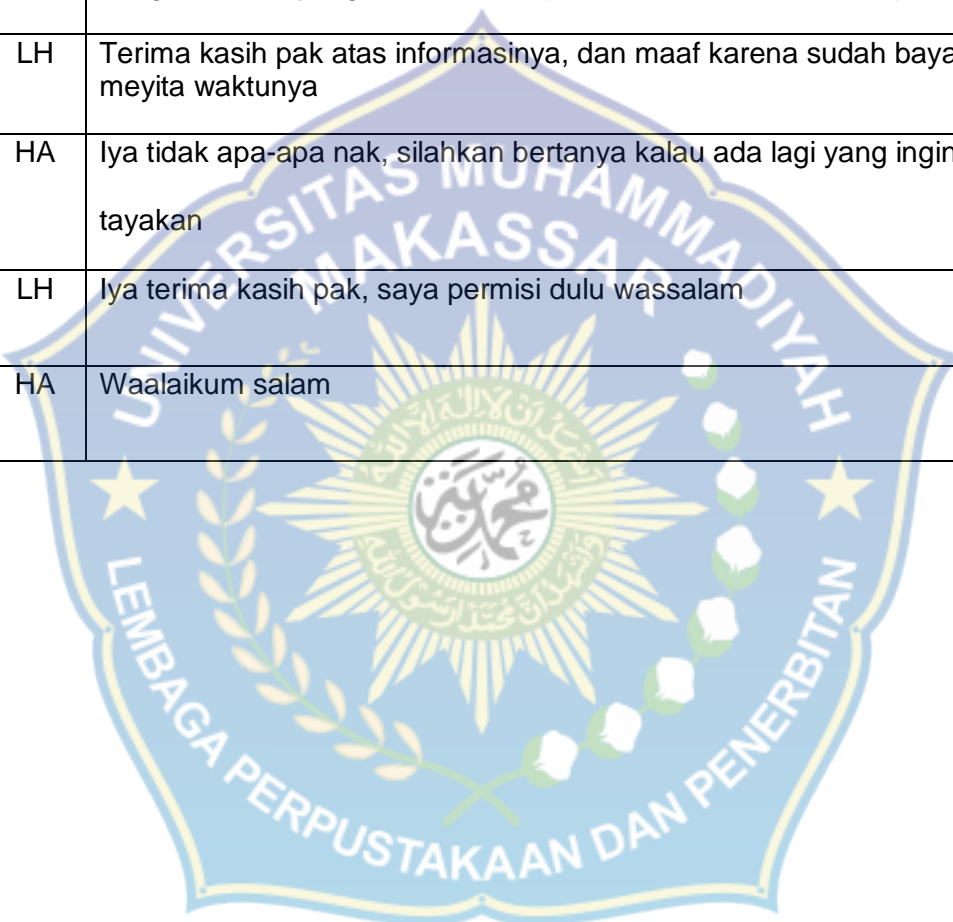 LH Terima kasih pak atas informasinya, dan maaf karena sudah baya
meyita waktunya
HA Iya tidak apa-apa nak, silahkan bertanya kalau ada lagi yang ingin
tayakan
LH Iya terima kasih pak, saya permisi dulu wassalam
HA Waalaikum salam
UNIVERSITAS MUHAMMADIYAH
MAKASSAR
LEMBAGA PERPUSTAKAAN DAN PENERBITAN